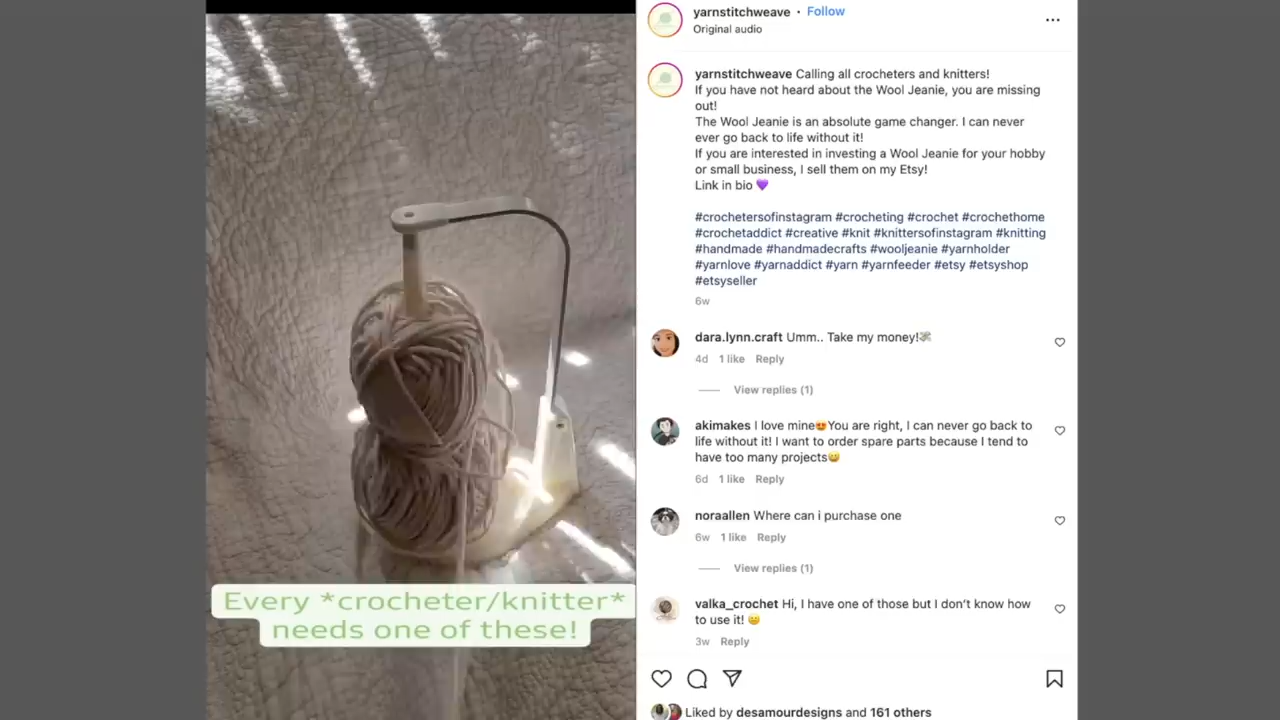 yarnstitchweave • Follow
Original audio
yarnstitchweave Calling all crocheters and knitters!
If you have not heard about the Wool Jeanie, you are missing
out!
The Wool Jeanie is an absolute game changer. I can never
ever go back to life without it!
If you are interested in investing a Wool Jeanie for your hobby
or small business, I sell them on my Etsy!
Link in bio 💜
#crochetersofinstagram #crocheting #crochet #crochethome
#crochetaddict #creative #knit #knittersofinstagram #knitting
#handmade #handmadecrafts #wooljeanie #yarnholder
#yarnlove #yarnaddict #yarn #yarnfeeder #etsy #etsyshop
#etsyseller
6w
dara.lynn.craft Umm.. Take my money!💸
4d 1 like Reply
View replies (1)
akimakes I love mine😍You are right, I can never go back to
life without it! I want to order spare parts because I tend to
have too many projects😅
6d 1 like Reply
noraallen Where can i purchase one
6w 1 like Reply
View replies (1)
valka_crochet Hi, I have one of those but I don't know how
to use it! 😕
3w Reply
Liked by desamourdesigns and 161 others
Every *crocheter/knitter*
needs one of these!